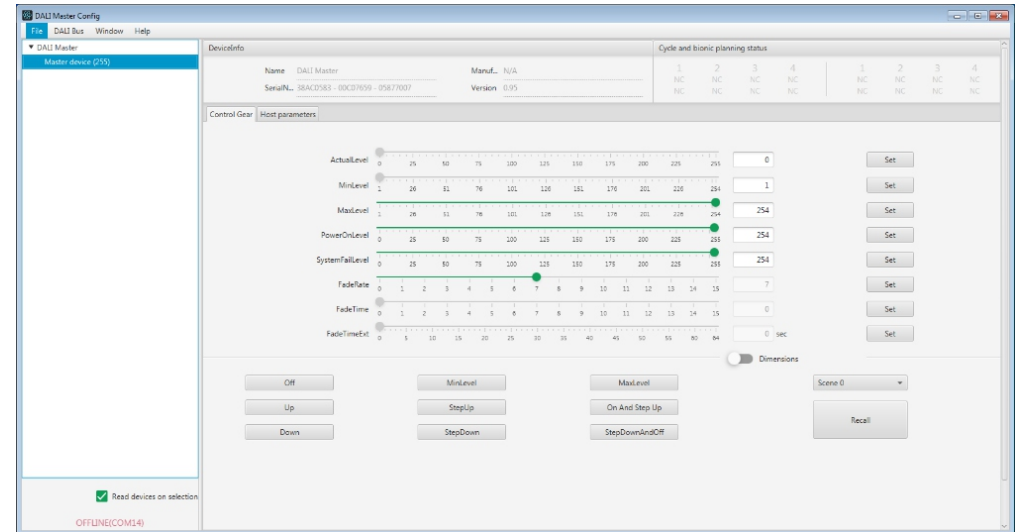 DALI Master Config
File DALI Bus Window Help
DALI Master
Master device (255)
DeviceInfo
Cycle and bionic planning status
Name DALI Master Manuf... N/A
SerialN... 38AC0583 - 00C07659 - 05877007 Version 0.95
1 2 3 4 1 2 3 4
NC NC NC NC NC NC NC NC
NC NC NC NC NC NC NC NC
Control Gear Host parameters
ActualLevel 0 Set
0 25 50 75 100 125 150 175 200 225 255
MinLevel 1 Set
1 26 51 76 101 126 151 176 201 226 254
MaxLevel 254 Set
1 26 51 76 101 126 151 176 201 226 254
PowerOnLevel 254 Set
0 25 50 75 100 125 150 175 200 225 255
SystemFailLevel 254 Set
0 25 50 75 100 125 150 175 200 225 255
FadeRate 7 Set
0 1 2 3 4 5 6 7 8 9 10 11 12 13 14 15
FadeTime 0 Set
0 1 2 3 4 5 6 7 8 9 10 11 12 13 14 15
FadeTimeExt 0 sec Set
0 5 10 15 20 25 30 35 40 45 50 55 60 64
Dimensions
Off MinLevel MaxLevel Scene 0
Up StepUp On And Step Up
Recall
Down StepDown StepDownAndOff
Read devices on selection
OFFLINE(COM14)